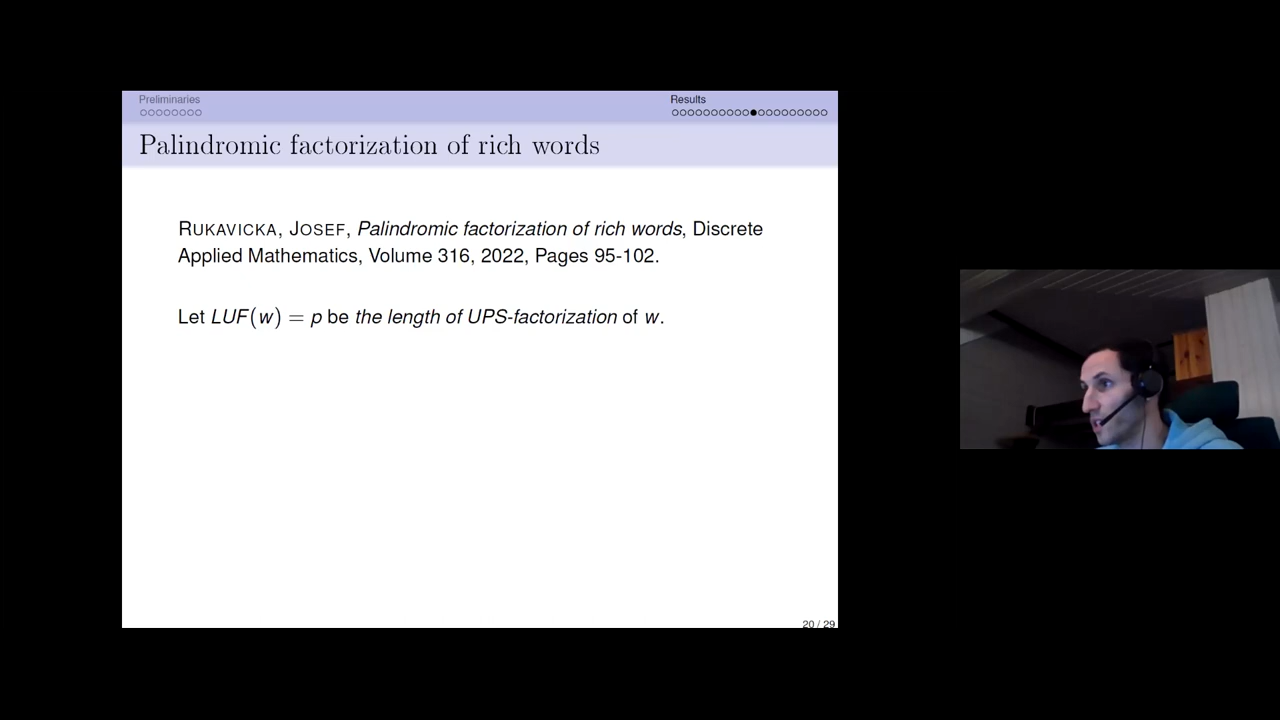 Preliminaries
Results
Palindromic factorization of rich words
RUKAVICKA, JOSEF, Palindromic factorization of rich words, Discrete
Applied Mathematics, Volume 316, 2022, Pages 95-102.
Let LUF(w) = p be the length of UPS-factorization of w.
20 / 29